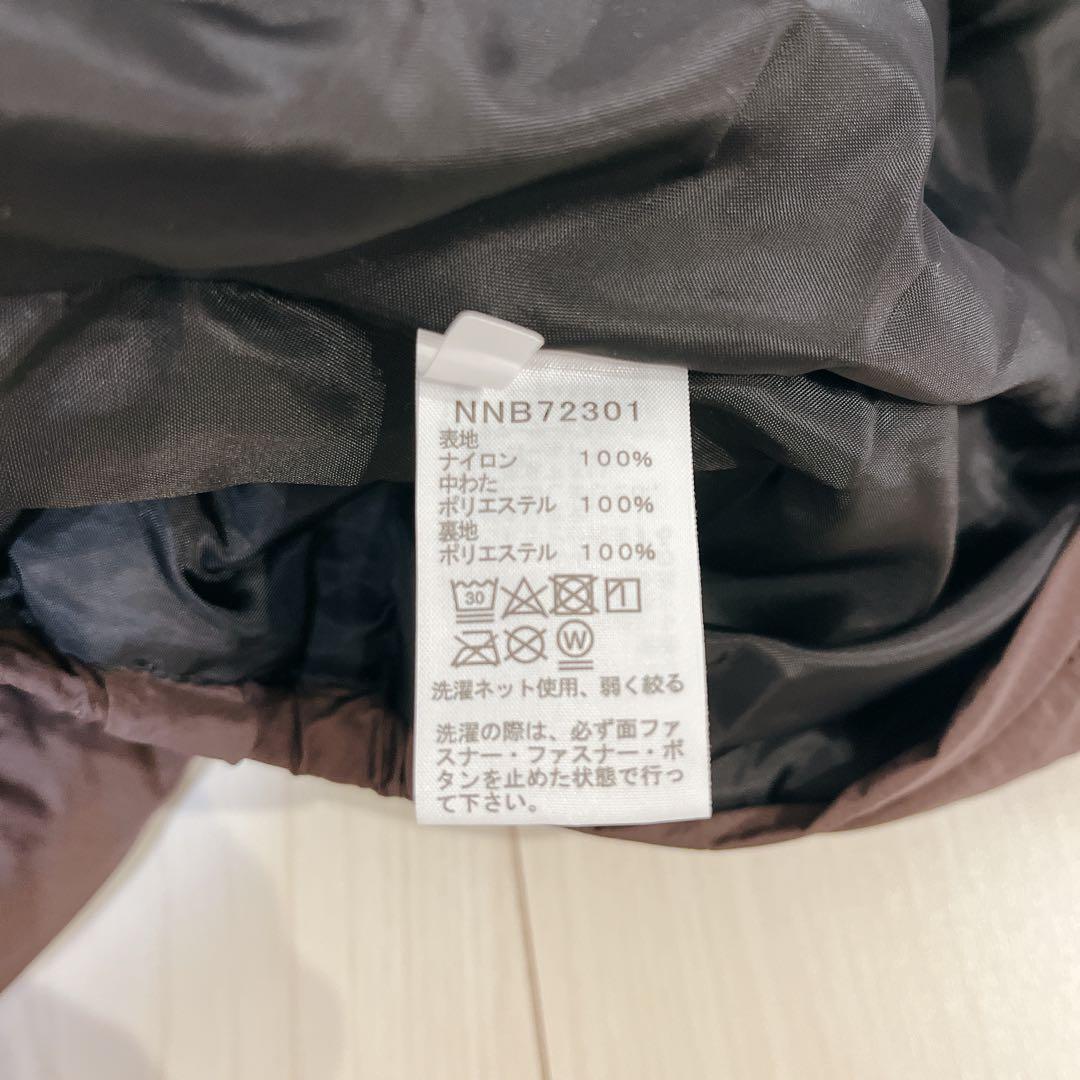 NNB72301
表地
ナイロン 100%
中わた
ポリエステル 100%
裏地
ポリエステル 100%
30
W
洗濯ネット使用、弱く絞る
洗濯の際は、必ず面ファ
スナー・ファスナー・ボ
タンを止めた状態で行っ
て下さい。